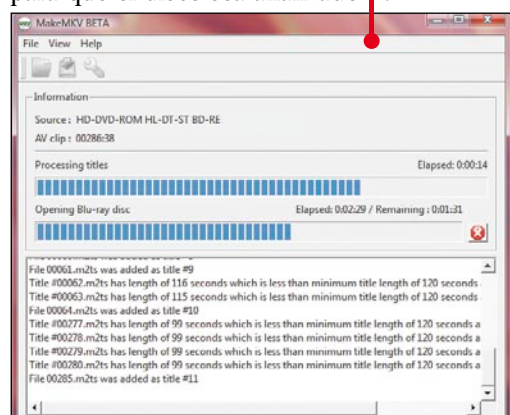 MakeMKV BETA
File View Help
Information
Source: HD-DVD-ROM HL-DT-ST BD-RE
AV clip: 00286:38
Processing titles Elapsed: 0:00:14
Opening Blu-ray disc Elapsed: 0:02:29 / Remaining : 0:01:31
File 00061.m2ts was added as title #9
Title #00062.m2ts has length of 116 seconds which is less than minimum title length of 120 seconds
Title #00063.m2ts has length of 115 seconds which is less than minimum title length of 120 seconds
File 00064.m2ts was added as title #10
Title #00277.m2ts has length of 99 seconds which is less than minimum title length of 120 seconds a
Title #00278.m2ts has length of 99 seconds which is less than minimum title length of 120 seconds a
Title #00279.m2ts has length of 99 seconds which is less than minimum title length of 120 seconds a
Title #00280.m2ts has length of 99 seconds which is less than minimum title length of 120 seconds a
File 00285.m2ts was added as title #11